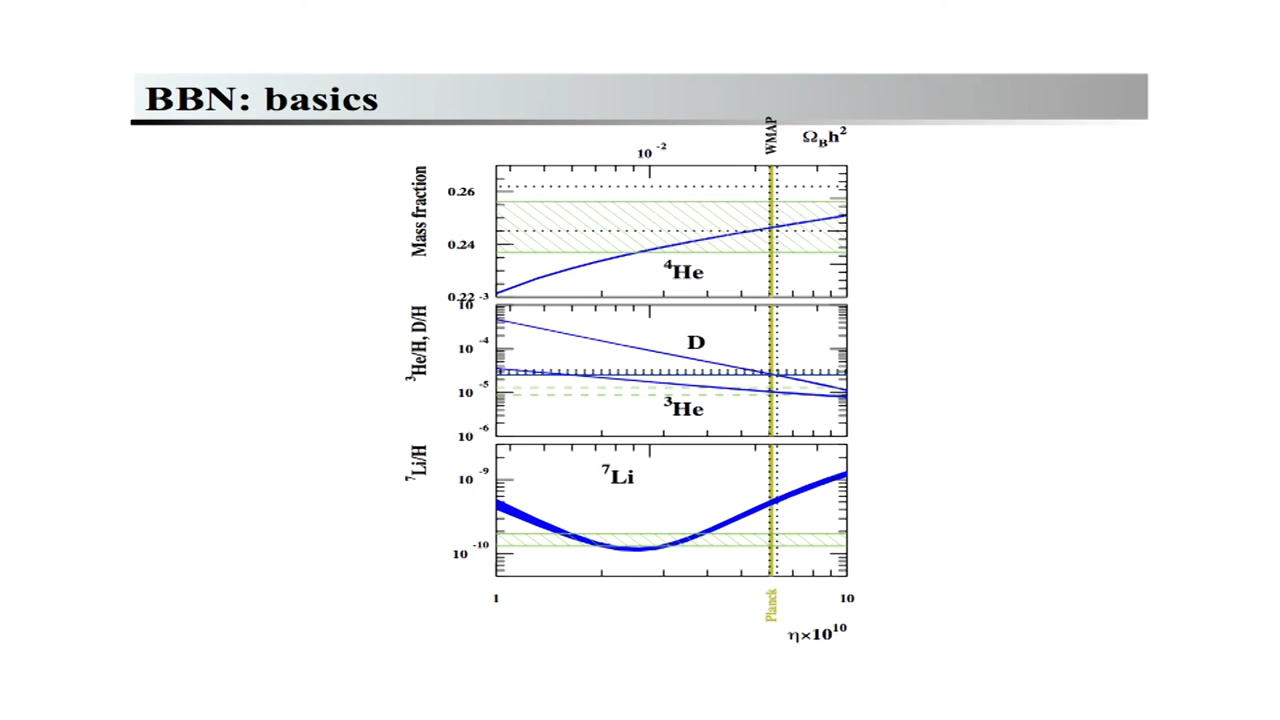 BBN: basics
WMAP
Ω_B h²
10⁻²
Mass fraction
0.26
0.24
0.22
⁴He
³He/H, D/H
10⁻³
10⁻⁴
10⁻⁵
10⁻⁶
D
³He
⁷Li/H
10⁻⁹
10⁻¹⁰
⁷Li
1
10
Planck
η×10¹⁰